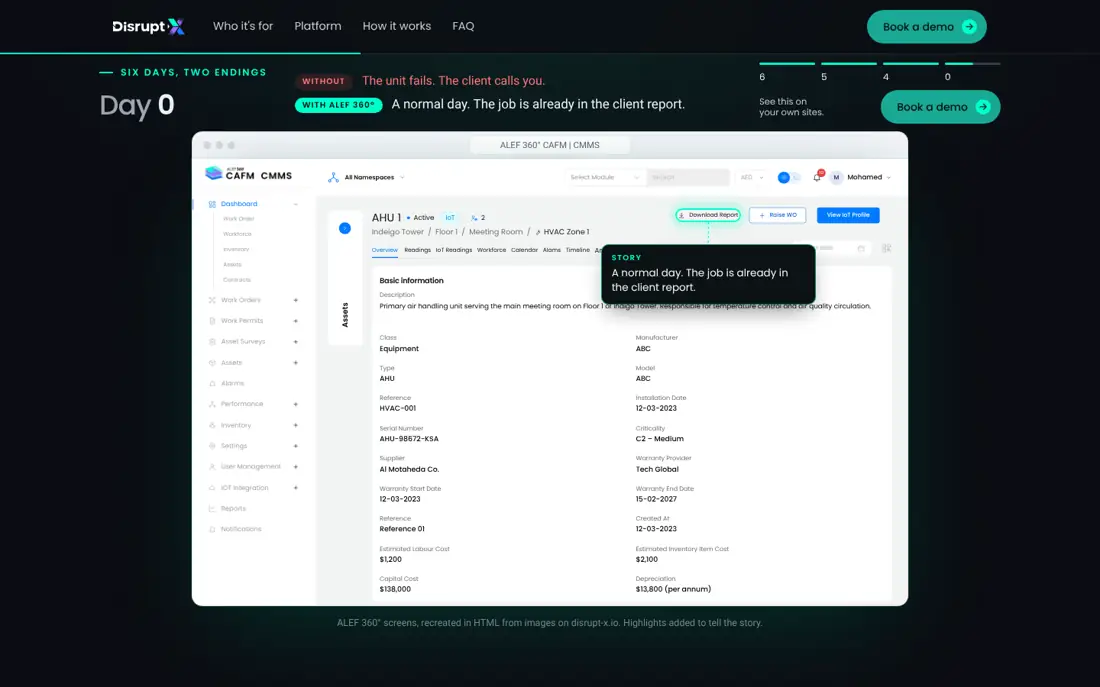 DisruptX
Who it's for
Platform
How it works
FAQ
Book a demo
SIX DAYS, TWO ENDINGS
Day 0
WITHOUT
The unit fails. The client calls you.
WITH ALEF 360°
A normal day. The job is already in the client report.
6
5
4
0
See this on
your own sites.
Book a demo
ALEF 360° CAFM | CMMS
CAFM CMMS
All Namespaces
Select Module
AED
Mohamed
M
Dashboard
Work Order
Workforce
Inventory
Assets
Contracts
Work Orders
Work Permits
Asset Surveys
Assets
Alarms
Performance
Inventory
Settings
User Management
IOT Integration
Reports
Notifications
Assets
AHU 1
Active
IoT
2
Download Report
+ Raise WO
View IoT Profile
Indeigo Tower / Floor 1 / Meeting Room / HVAC Zone 1
Overview
Readings
IoT Readings
Workforce
Calendar
Alarms
Timeline
STORY
A normal day. The job is already in
the client report.
Basic information
Description
Primary air handling unit serving the main meeting room on Floor 1 of Indigo Tower. Responsible for temperature control and air quality circulation.
Class
Equipment
Manufacturer
ABC
Type
AHU
Model
ABC
Reference
HVAC-001
Installation Date
12-03-2023
Serial Number
AHU-98672-KSA
Criticality
C2 – Medium
Supplier
Al Motaheda Co.
Warranty Provider
Tech Global
Warranty Start Date
12-03-2023
Warranty End Date
15-02-2027
Reference
Reference 01
Created At
12-03-2023
Estimated Labour Cost
$1,200
Estimated Inventory Item Cost
$2,100
Capital Cost
$138,000
Depreciation
$13,800 (per annum)
ALEF 360° screens, recreated in HTML from images on disrupt-x.io. Highlights added to tell the story.